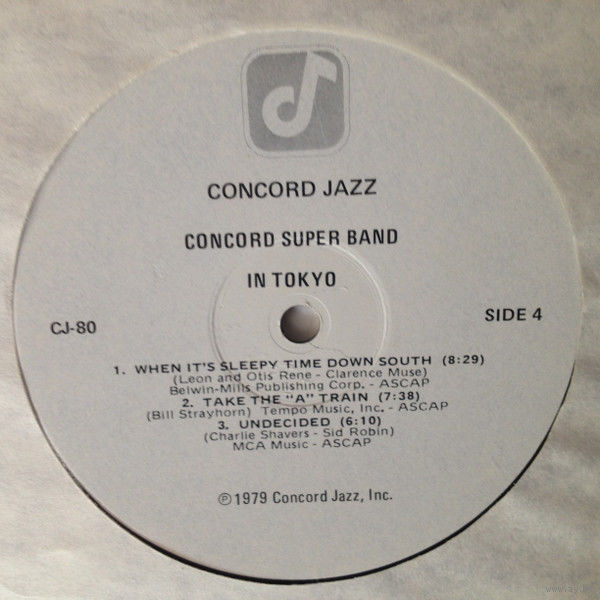 CONCORD JAZZ
CONCORD SUPER BAND
IN TOKYO
CJ-80
SIDE 4
1. WHEN IT'S SLEEPY TIME DOWN SOUTH (8:29)
(Leon and Otis Rene - Clarence Muse)
Belwin-Mills Publishing Corp. - ASCAP
2. TAKE THE "A" TRAIN (7:38)
(Bill Strayhorn) Tempo Music, Inc. - ASCAP
3. UNDECIDED (6:10)
(Charlie Shavers - Sid Robin)
MCA Music - ASCAP
℗ 1979 Concord Jazz, Inc.